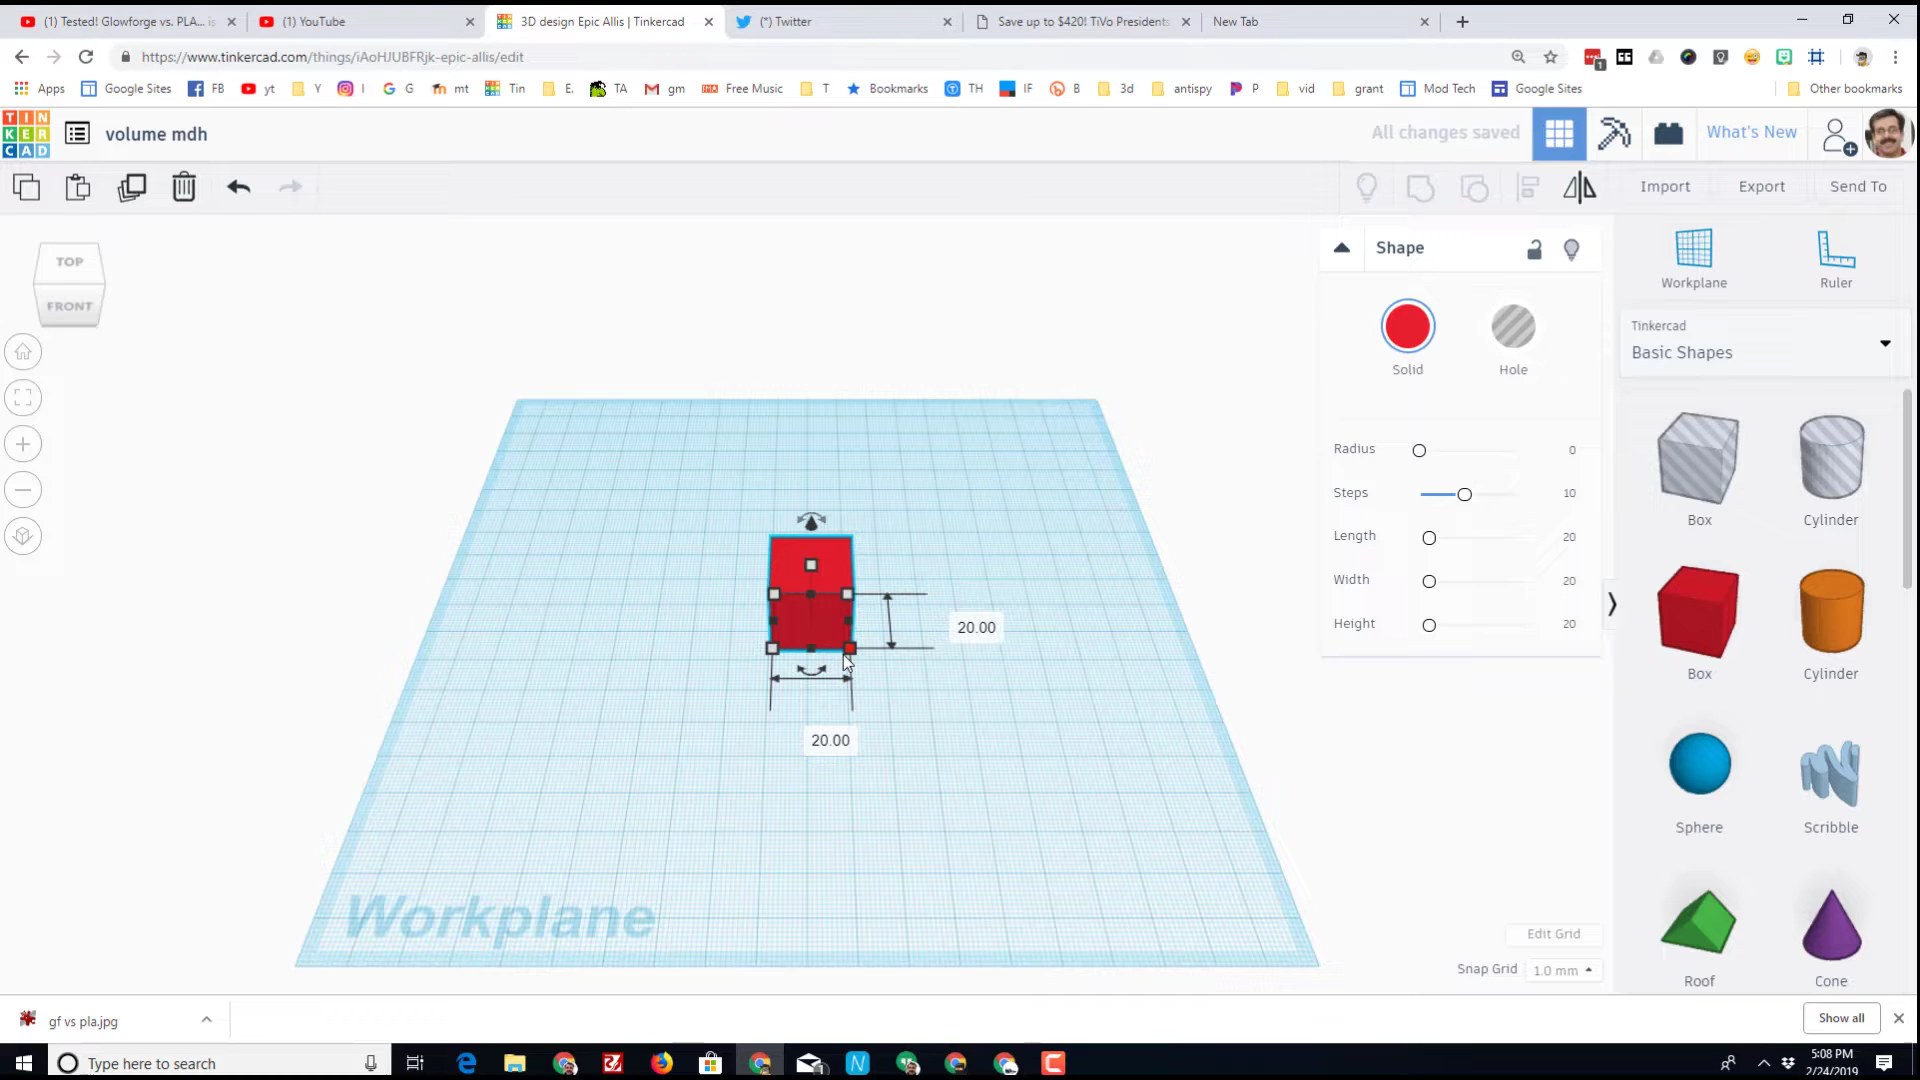 (1) Tested! Glowforge vs. PLA... is
(1) YouTube
3D design Epic Allis | Tinkercad
(*) Twitter
Save up to $420! TiVo Presidents
New Tab
https://www.tinkercad.com/things/iAoHJUBFRjk-epic-allis/edit
1
Apps
Google Sites
FB
yt
Y
I
G
mt
Tin
E.
TA
gm
Free Music
T
Bookmarks
TH
IF
B
3d
antispy
P
vid
grant
Mod Tech
Google Sites
Other bookmarks
TIN
KER
CAD
volume mdh
All changes saved
What's New
Import
Export
Send To
TOP
FRONT
Shape
Solid
Hole
Radius 0
Steps 10
Length 20
Width 20
Height 20
Workplane
Ruler
Tinkercad
Basic Shapes
Box
Cylinder
Box
Cylinder
Sphere
Scribble
Roof
Cone
20.00
20.00
Workplane
Edit Grid
Snap Grid 1.0 mm
gf vs pla.jpg
Show all
Type here to search
5:08 PM
2/24/2019